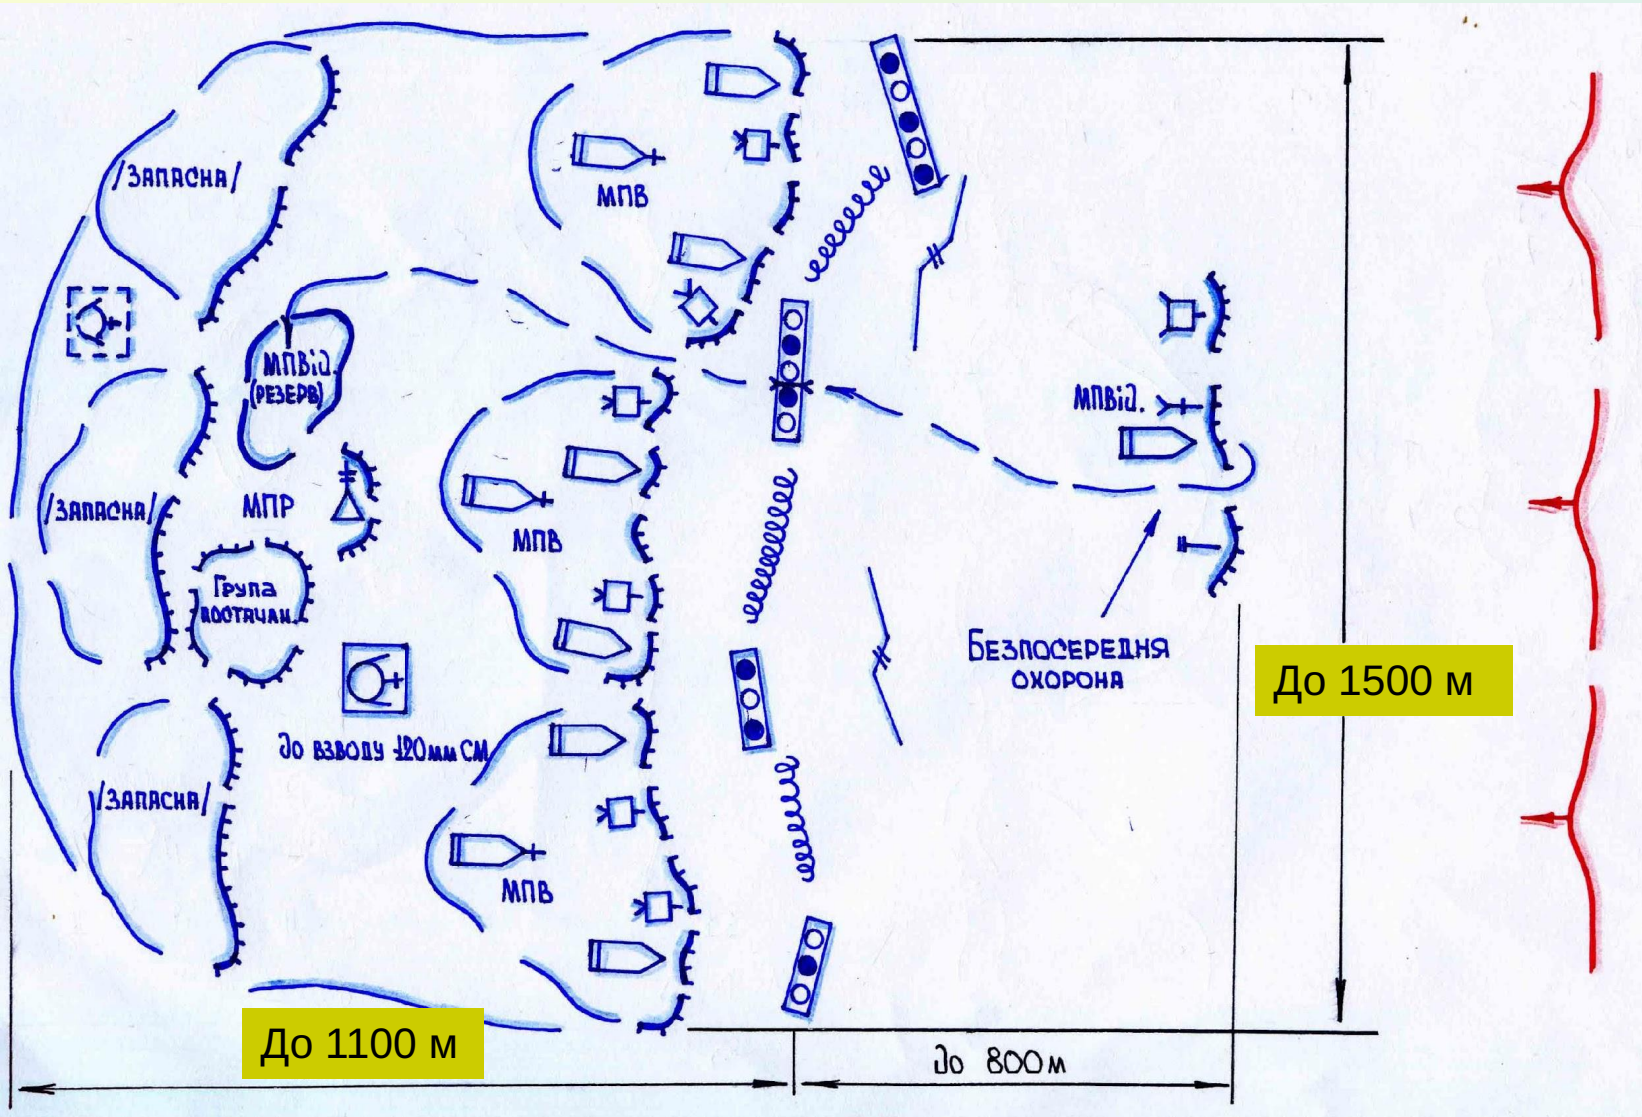 /ЗАПАСНА/
МПВ
МПВід.
(РЕЗЕРВ)
МПВід.
/ЗАПАСНА/
МПР
МПВ
Група
постачан.
БЕЗПОСЕРЕДНЯ
ОХОРОНА
До 1500 м
до взводу 120мм СМ
/ЗАПАСНА/
МПВ
До 1100 м
до 800м